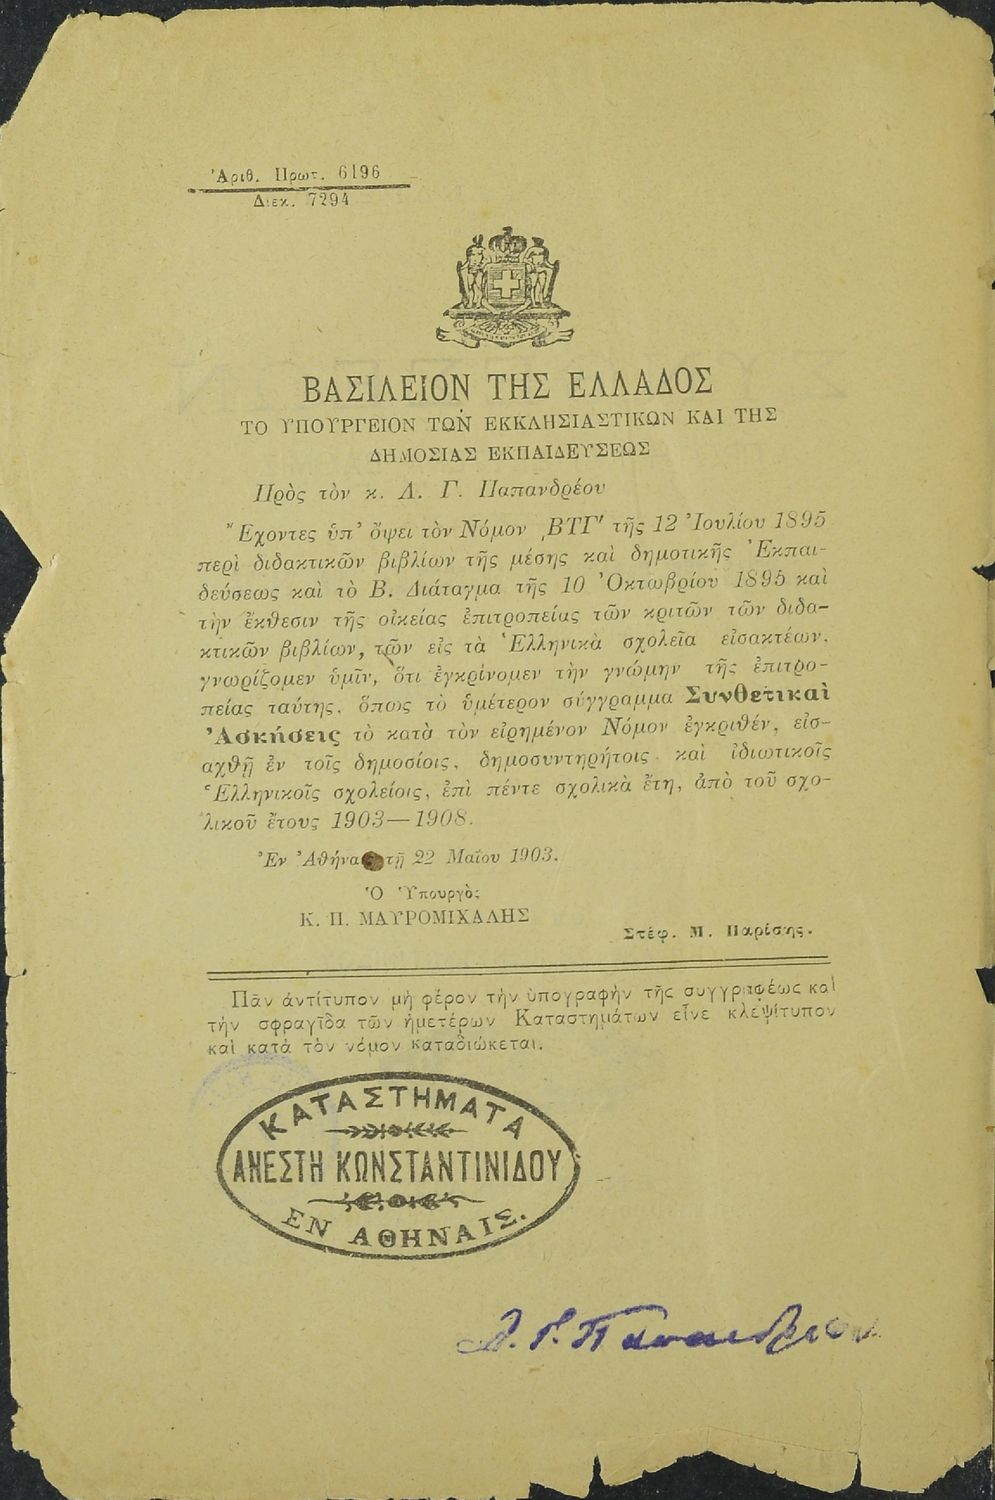 Ἀριθ. Πρωτ. 6196
Διεκ. 7294
ΒΑΣΙΛΕΙΟΝ ΤΗΣ ΕΛΛΑΔΟΣ
ΤΟ ΥΠΟΥΡΓΕΙΟΝ ΤΩΝ ΕΚΚΛΗΣΙΑΣΤΙΚΩΝ ΚΑΙ ΤΗΣ
ΔΗΜΟΣΙΑΣ ΕΚΠΑΙΔΕΥΣΕΩΣ
Πρὸς τὸν κ. Λ. Γ. Παπανδρέου
Ἔχοντες ὑπ' ὄψει τὸν Νόμον ͵ΒΤΓ' τῆς 12 Ἰουλίου 1895
περὶ διδακτικῶν βιβλίων τῆς μέσης καὶ δημοτικῆς Ἐκπαι-
δεύσεως καὶ τὸ Β. Διάταγμα τῆς 10 Ὀκτωβρίου 1895 καὶ
τὴν ἔκθεσιν τῆς οἰκείας ἐπιτροπείας τῶν κριτῶν τῶν διδα-
κτικῶν βιβλίων, τῶν εἰς τὰ Ἑλληνικὰ σχολεῖα εἰσακτέων,
γνωρίζομεν ὑμῖν, ὅτι ἐγκρίνομεν τὴν γνώμην τῆς ἐπιτρο-
πείας ταύτης, ὅπως τὸ ὑμέτερον σύγγραμμα Συνθετικαὶ
Ἀσκήσεις τὸ κατὰ τὸν εἰρημένον Νόμον ἐγκριθέν, εἰσ-
αχθῇ ἐν τοῖς δημοσίοις, δημοσυντηρήτοις καὶ ἰδιωτικοῖς
Ἑλληνικοῖς σχολείοις, ἐπὶ πέντε σχολικὰ ἔτη, ἀπὸ τοῦ σχο-
λικοῦ ἔτους 1903—1908.
Ἐν Ἀθήναις τῇ 22 Μαΐου 1903.
Ὁ Ὑπουργὸς
Κ. Π. ΜΑΥΡΟΜΙΧΑΛΗΣ
Στέφ. Μ. Παρίσης.
Πᾶν ἀντίτυπον μὴ φέρον τὴν ὑπογραφὴν τῆς συγγραφέως καὶ
τὴν σφραγῖδα τῶν ἡμετέρων Καταστημάτων εἶνε κλεψίτυπον
καὶ κατὰ τὸν νόμον καταδιώκεται.
ΚΑΤΑΣΤΗΜΑΤΑ
ΑΝΕΣΤΗ ΚΩΝΣΤΑΝΤΙΝΙΔΟΥ
ΕΝ ΑΘΗΝΑΙΣ.
Λ. Γ. Παπανδρέου